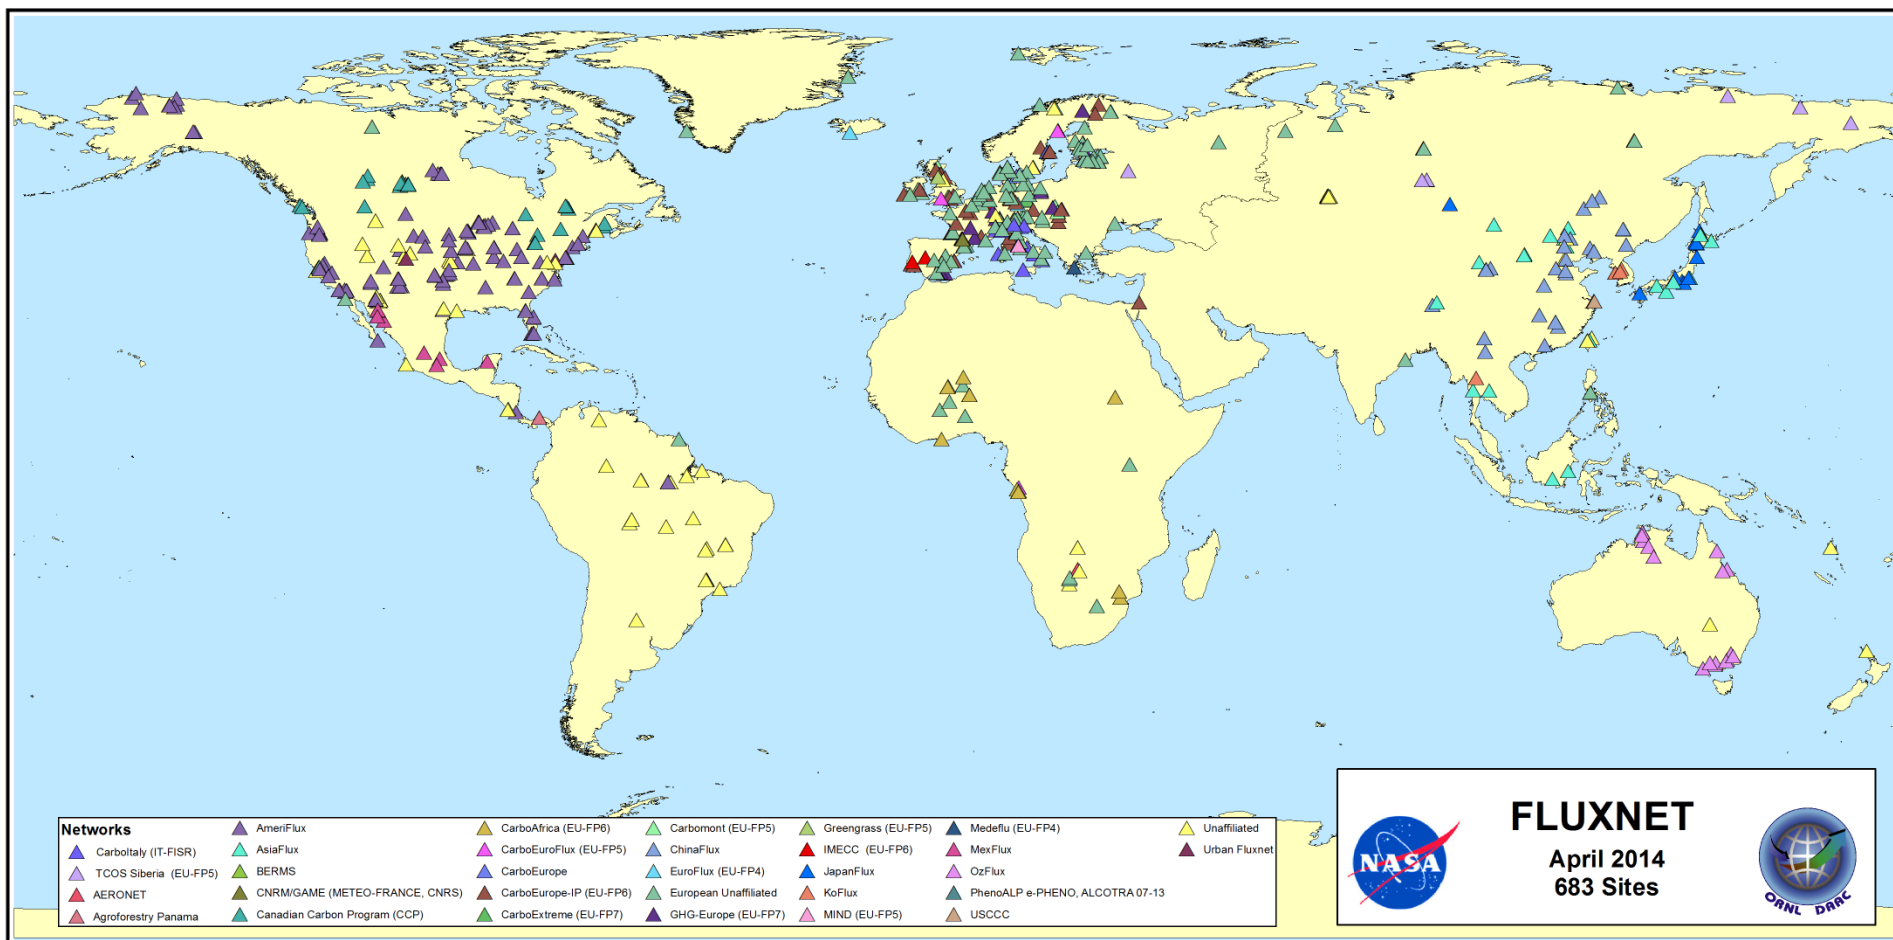 Networks
CarboItaly (IT-FISR)
TCOS Siberia (EU-FP5)
AERONET
Agroforestry Panama
AmeriFlux
AsiaFlux
BERMS
CNRM/GAME (METEO-FRANCE, CNRS)
Canadian Carbon Program (CCP)
CarboAfrica (EU-FP6)
CarboEuroFlux (EU-FP5)
CarboEurope
CarboEurope-IP (EU-FP6)
CarboExtreme (EU-FP7)
Carbomont (EU-FP5)
ChinaFlux
EuroFlux (EU-FP4)
European Unaffiliated
GHG-Europe (EU-FP7)
Greengrass (EU-FP5)
IMECC (EU-FP6)
JapanFlux
KoFlux
MIND (EU-FP5)
Medeflu (EU-FP4)
MexFlux
OzFlux
PhenoALP e-PHENO, ALCOTRA 07-13
USCCC
Unaffiliated
Urban Fluxnet
NASA
FLUXNET
April 2014
683 Sites
ORNL DAAC